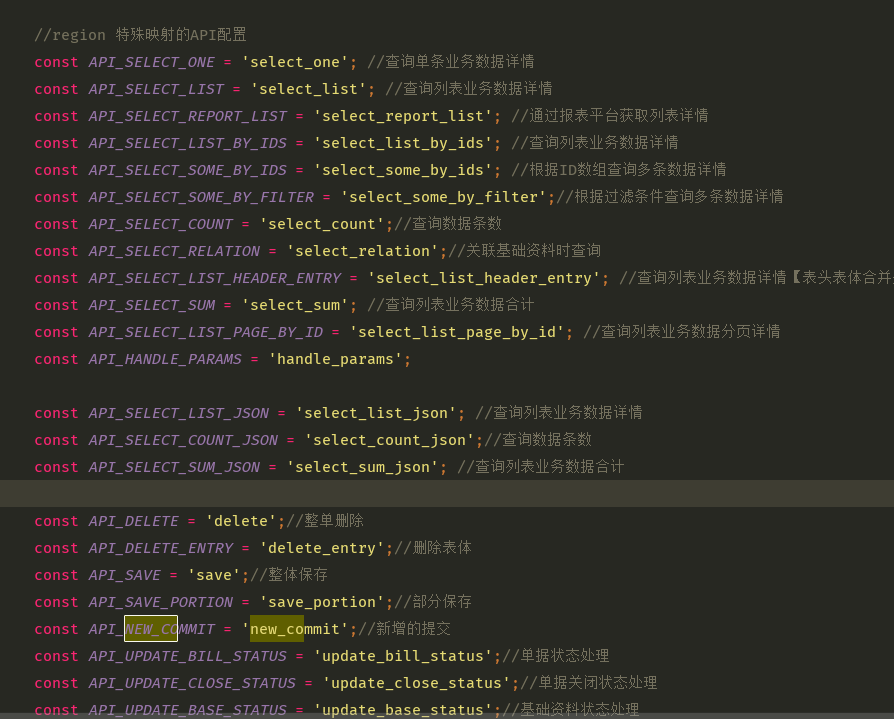 //region 特殊映射的API配置
const API_SELECT_ONE = 'select_one'; //查询单条业务数据详情
const API_SELECT_LIST = 'select_list'; //查询列表业务数据详情
const API_SELECT_REPORT_LIST = 'select_report_list'; //通过报表平台获取列表详情
const API_SELECT_LIST_BY_IDS = 'select_list_by_ids'; //查询列表业务数据详情
const API_SELECT_SOME_BY_IDS = 'select_some_by_ids'; //根据ID数组查询多条数据详情
const API_SELECT_SOME_BY_FILTER = 'select_some_by_filter';//根据过滤条件查询多条数据详情
const API_SELECT_COUNT = 'select_count';//查询数据条数
const API_SELECT_RELATION = 'select_relation';//关联基础资料时查询
const API_SELECT_LIST_HEADER_ENTRY = 'select_list_header_entry'; //查询列表业务数据详情【表头表体合并
const API_SELECT_SUM = 'select_sum'; //查询列表业务数据合计
const API_SELECT_LIST_PAGE_BY_ID = 'select_list_page_by_id'; //查询列表业务数据分页详情
const API_HANDLE_PARAMS = 'handle_params';
const API_SELECT_LIST_JSON = 'select_list_json'; //查询列表业务数据详情
const API_SELECT_COUNT_JSON = 'select_count_json';//查询数据条数
const API_SELECT_SUM_JSON = 'select_sum_json'; //查询列表业务数据合计
const API_DELETE = 'delete';//整单删除
const API_DELETE_ENTRY = 'delete_entry';//删除表体
const API_SAVE = 'save';//整体保存
const API_SAVE_PORTION = 'save_portion';//部分保存
const API_NEW_COMMIT = 'new_commit';//新增的提交
const API_UPDATE_BILL_STATUS = 'update_bill_status';//单据状态处理
const API_UPDATE_CLOSE_STATUS = 'update_close_status';//单据关闭状态处理
const API_UPDATE_BASE_STATUS = 'update_base_status';//基础资料状态处理